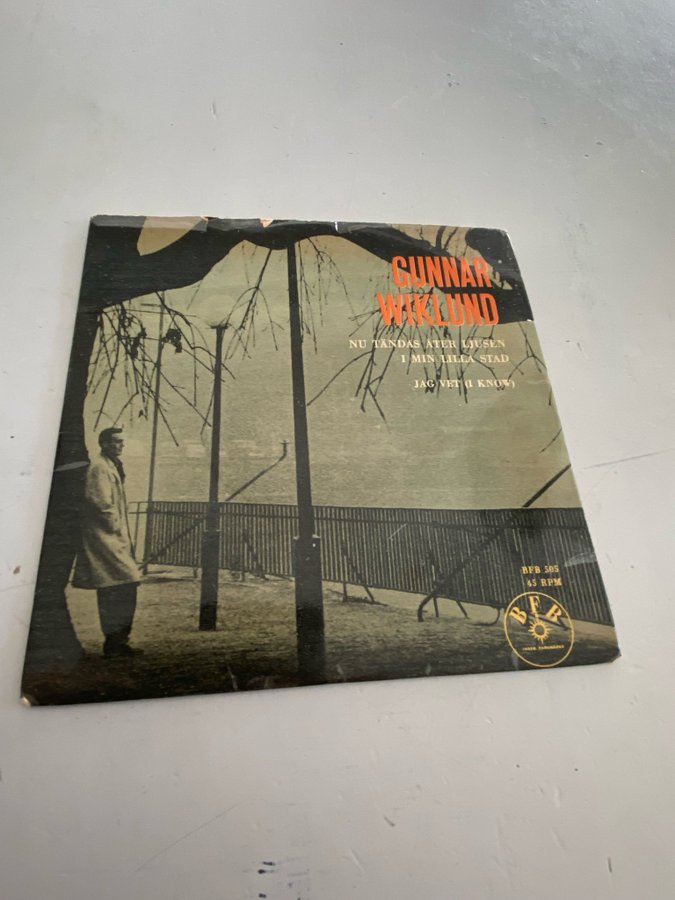 GUNNAR
WIKLUND
NU TÄNDAS ÅTER LJUSEN
I MIN LILLA STAD
JAG VET (I KNOW)
BFB 505
45 RPM
BFB